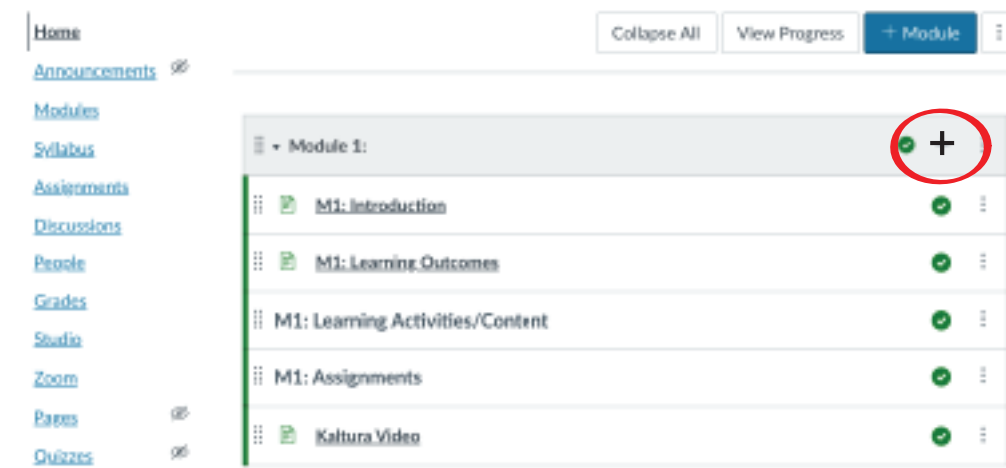 Home
Announcements
Modules
Syllabus
Assignments
Discussions
People
Grades
Studio
Zoom
Pages
Quizzes
Collapse All
View Progress
+ Module
Module 1:
+
M1: Introduction
M1: Learning Outcomes
M1: Learning Activities/Content
M1: Assignments
Kaltura Video